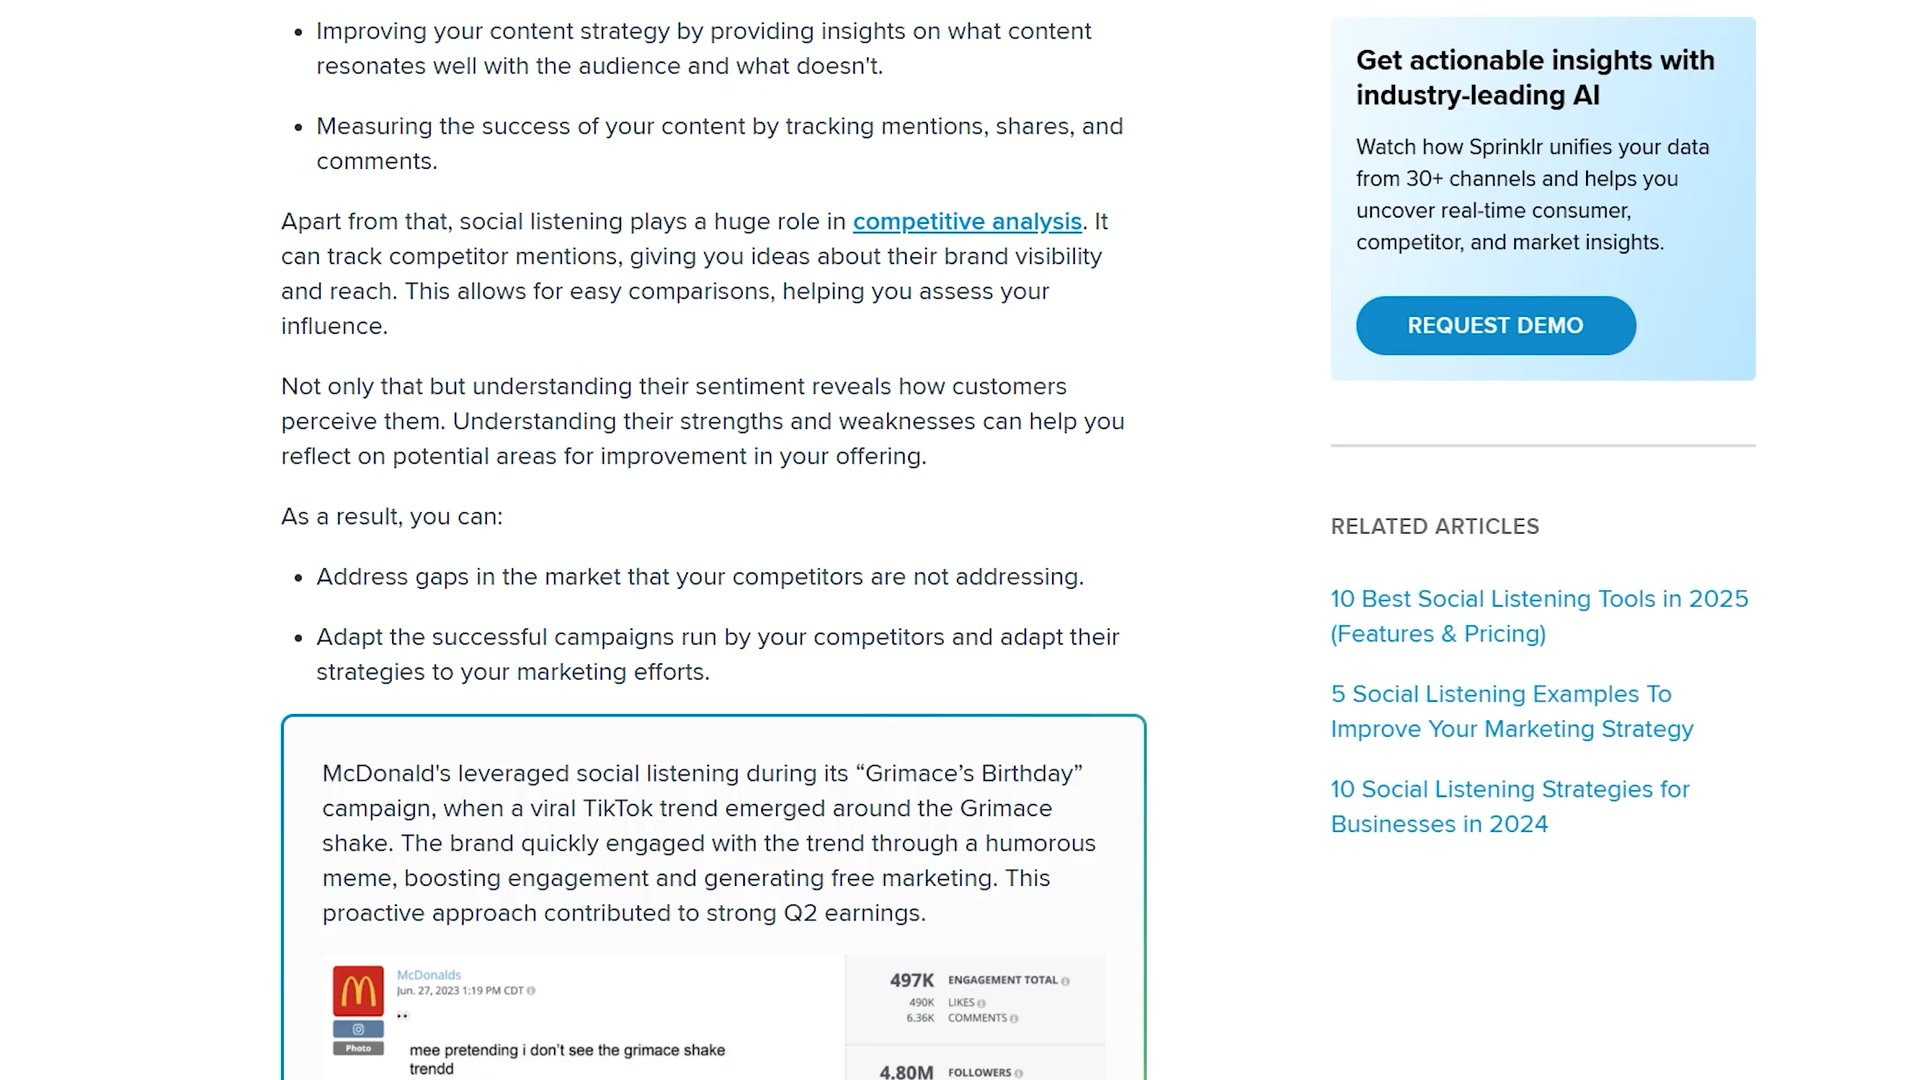 Improving your content strategy by providing insights on what content
resonates well with the audience and what doesn't.
Measuring the success of your content by tracking mentions, shares, and
comments.
Apart from that, social listening plays a huge role in competitive analysis. It
can track competitor mentions, giving you ideas about their brand visibility
and reach. This allows for easy comparisons, helping you assess your
influence.
Not only that but understanding their sentiment reveals how customers
perceive them. Understanding their strengths and weaknesses can help you
reflect on potential areas for improvement in your offering.
As a result, you can:
Address gaps in the market that your competitors are not addressing.
Adapt the successful campaigns run by your competitors and adapt their
strategies to your marketing efforts.
McDonald's leveraged social listening during its “Grimace’s Birthday”
campaign, when a viral TikTok trend emerged around the Grimace
shake. The brand quickly engaged with the trend through a humorous
meme, boosting engagement and generating free marketing. This
proactive approach contributed to strong Q2 earnings.
McDonalds
Jun. 27, 2023 1:19 PM CDT
Photo
mee pretending i don't see the grimace shake
trendd
497K ENGAGEMENT TOTAL
490K LIKES
6.36K COMMENTS
4.80M FOLLOWERS
Get actionable insights with
industry-leading AI
Watch how Sprinklr unifies your data
from 30+ channels and helps you
uncover real-time consumer,
competitor, and market insights.
REQUEST DEMO
RELATED ARTICLES
10 Best Social Listening Tools in 2025
(Features & Pricing)
5 Social Listening Examples To
Improve Your Marketing Strategy
10 Social Listening Strategies for
Businesses in 2024